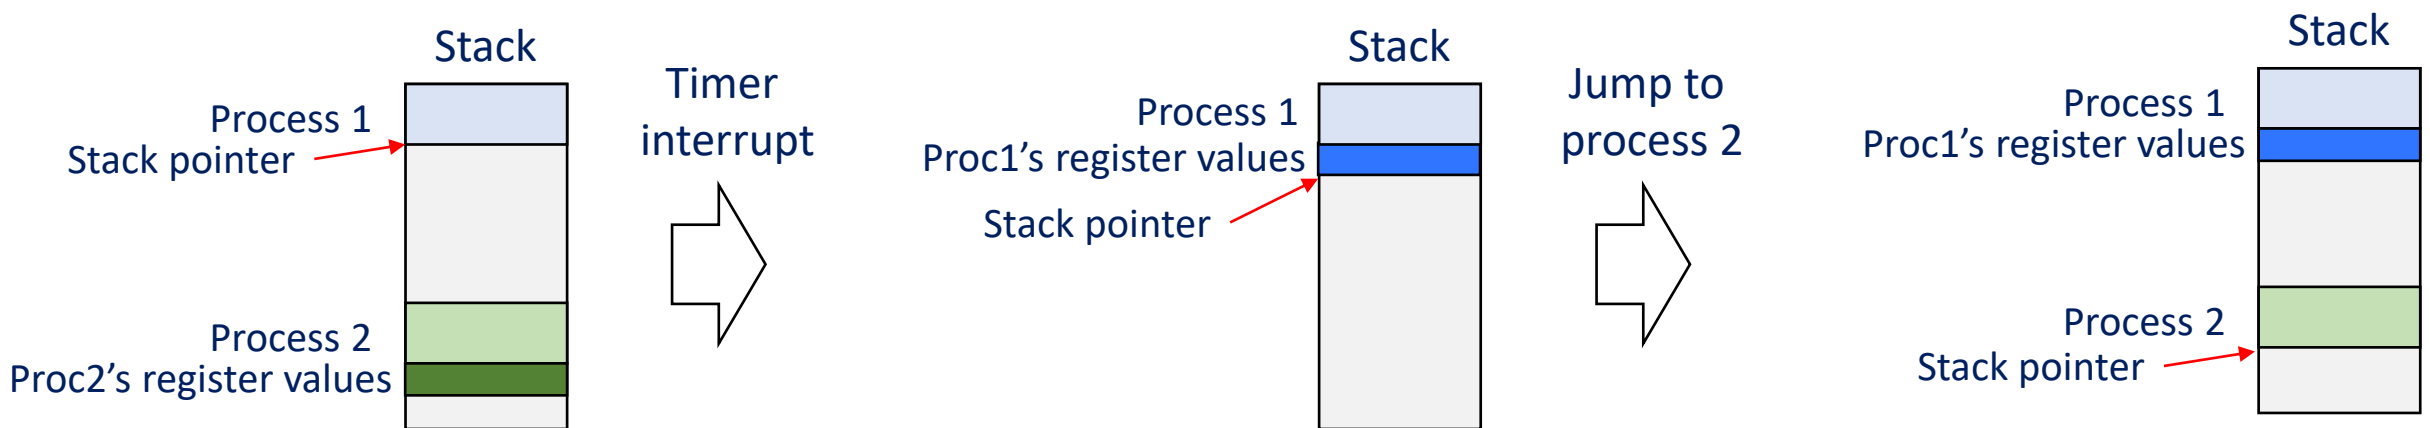 Stack
Process 1
Stack pointer
Process 2
Proc2’s register values
Timer
interrupt
Stack
Process 1
Proc1’s register values
Stack pointer
Jump to
process 2
Stack
Process 1
Proc1’s register values
Process 2
Stack pointer